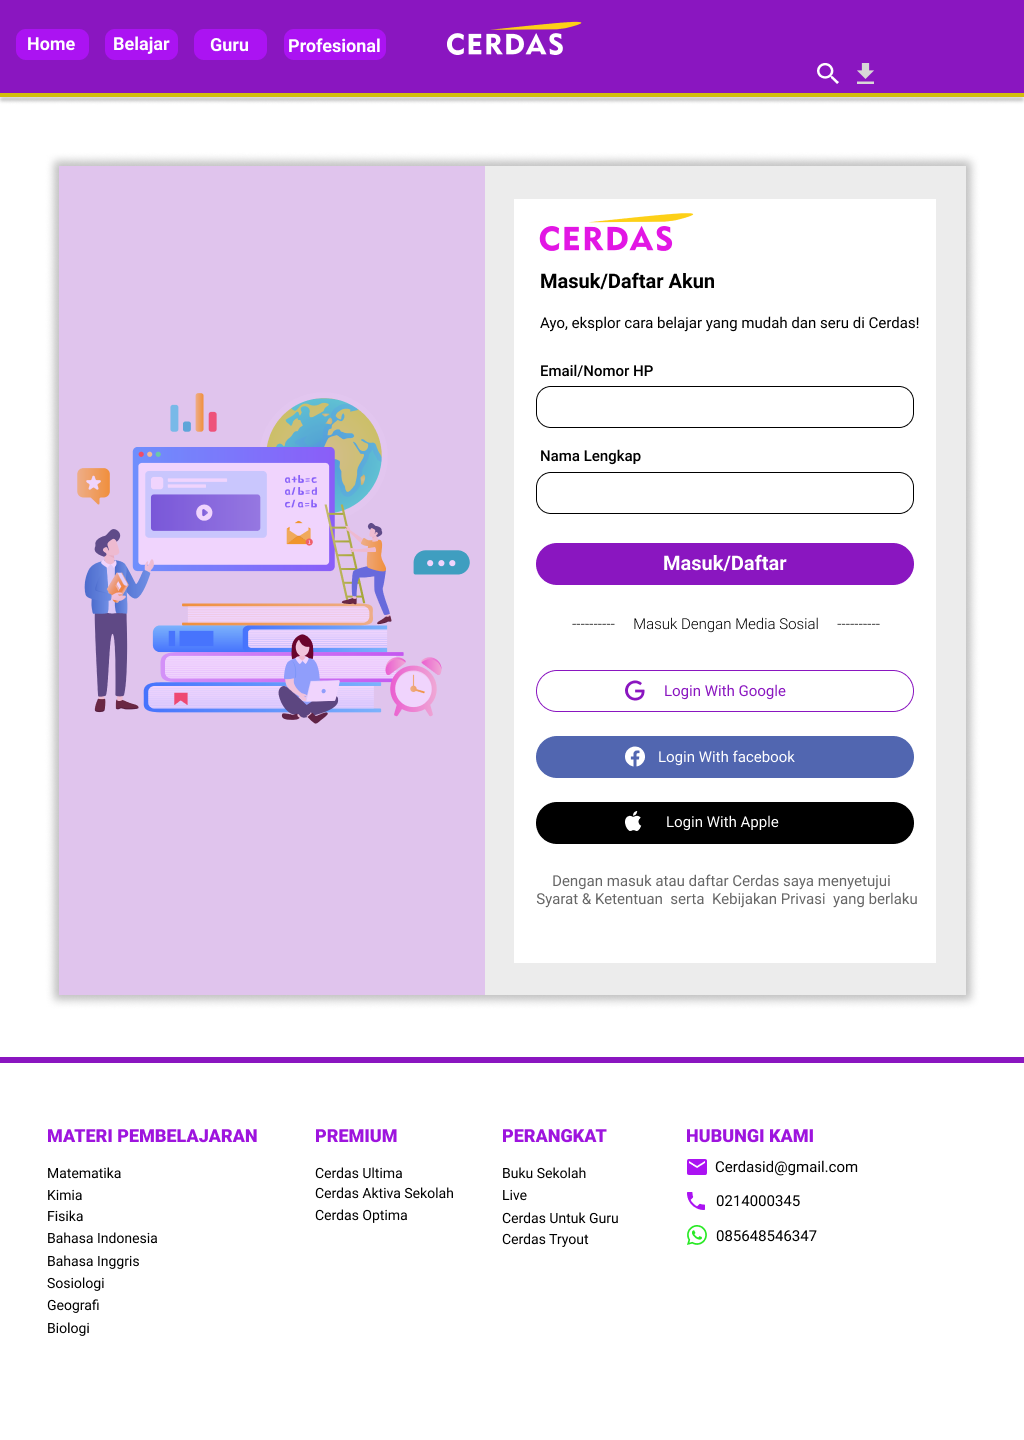 Home
Belajar
Guru
Profesional
CERDAS
CERDAS
Masuk/Daftar Akun
Ayo, eksplor cara belajar yang mudah dan seru di Cerdas!
Email/Nomor HP
Nama Lengkap
Masuk/Daftar
---------- Masuk Dengan Media Sosial ----------
Login With Google
Login With facebook
Login With Apple
Dengan masuk atau daftar Cerdas saya menyetujui
Syarat & Ketentuan serta Kebijakan Privasi yang berlaku
a+b=c
a/b=d
c/a=b
1
MATERI PEMBELAJARAN
Matematika
Kimia
Fisika
Bahasa Indonesia
Bahasa Inggris
Sosiologi
Geografi
Biologi
PREMIUM
Cerdas Ultima
Cerdas Aktiva Sekolah
Cerdas Optima
PERANGKAT
Buku Sekolah
Live
Cerdas Untuk Guru
Cerdas Tryout
HUBUNGI KAMI
Cerdasid@gmail.com
0214000345
085648546347